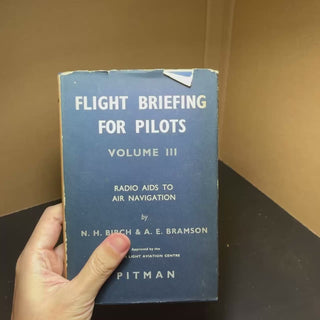 FLIGHT BRIEFING
FOR PILOTS
VOLUME III
RADIO AIDS TO
AIR NAVIGATION
by
N. H. BIRCH & A. E. BRAMSON
Approved by the
LIGHT AVIATION CENTRE
PITMAN